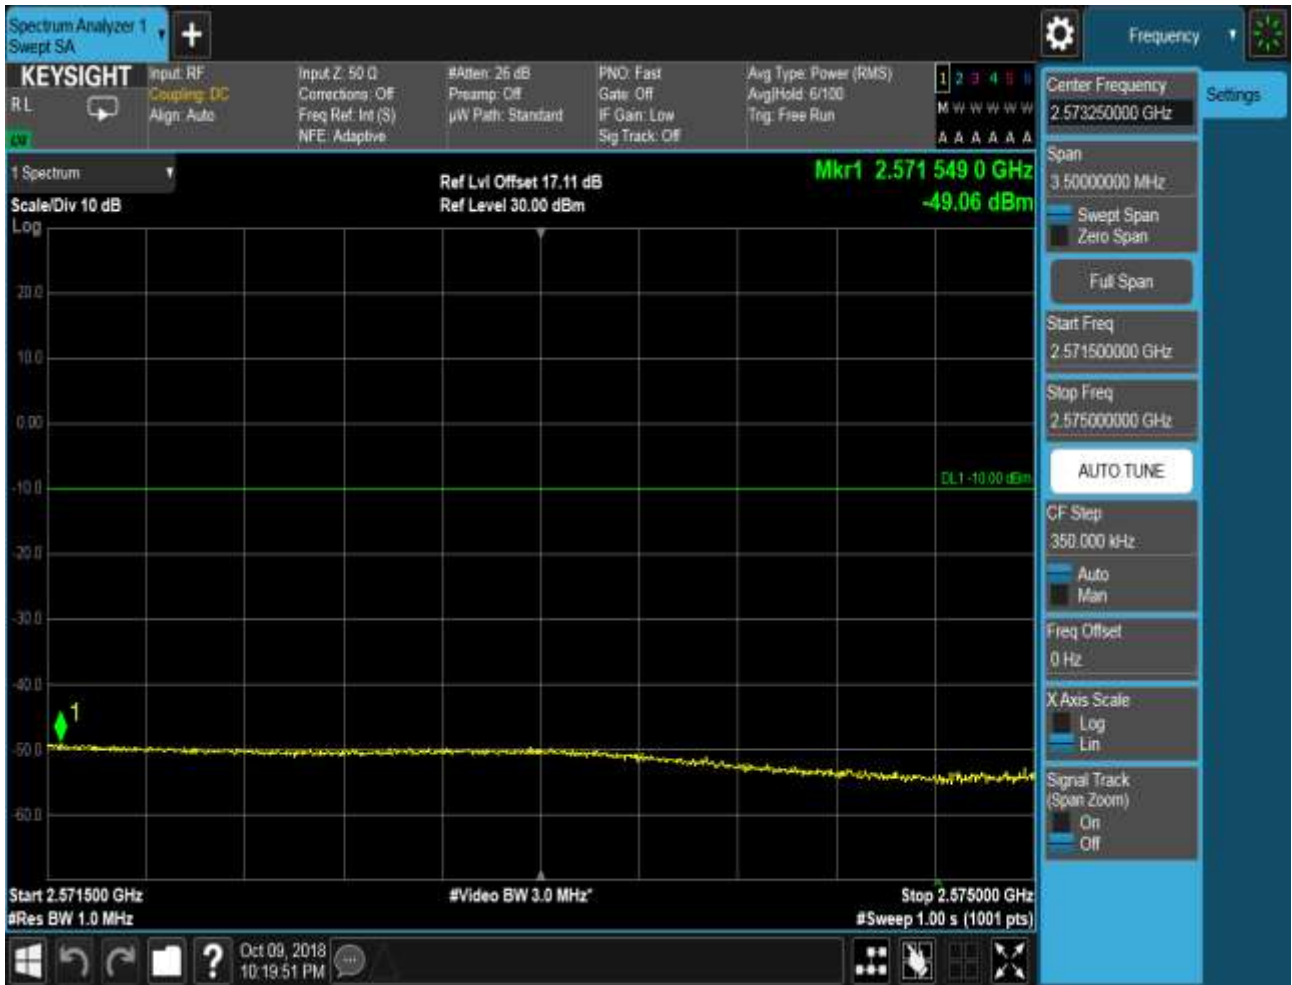 Spectrum Analyzer 1
Swept SA
+
Frequency
KEYSIGHT
RL
Input: RF
Coupling: DC
Align: Auto
Input Z: 50 Ω
Corrections: Off
Freq Ref: Int (S)
NFE: Adaptive
#Atten: 26 dB
Preamp: Off
µW Path: Standard
PNO: Fast
Gate: Off
IF Gain: Low
Sig Track: Off
Avg Type: Power (RMS)
Avg|Hold: 6/100
Trig: Free Run
1 2 3 4 5 6
M W W W W W
A A A A A A
1 Spectrum
Scale/Div 10 dB
Log
Ref Lvl Offset 17.11 dB
Ref Level 30.00 dBm
Mkr1 2.571 549 0 GHz
-49.06 dBm
20.0
10.0
0.00
-10.0
-20.0
-30.0
-40.0
-50.0
-60.0
DL1 -10.00 dBm
1
Start 2.571500 GHz
#Res BW 1.0 MHz
#Video BW 3.0 MHz*
Stop 2.575000 GHz
#Sweep 1.00 s (1001 pts)
Center Frequency
2.573250000 GHz
Settings
Span
3.50000000 MHz
Swept Span
Zero Span
Full Span
Start Freq
2.571500000 GHz
Stop Freq
2.575000000 GHz
AUTO TUNE
CF Step
350.000 kHz
Auto
Man
Freq Offset
0 Hz
X Axis Scale
Log
Lin
Signal Track
(Span Zoom)
On
Off
?
Oct 09, 2018
10:19:51 PM